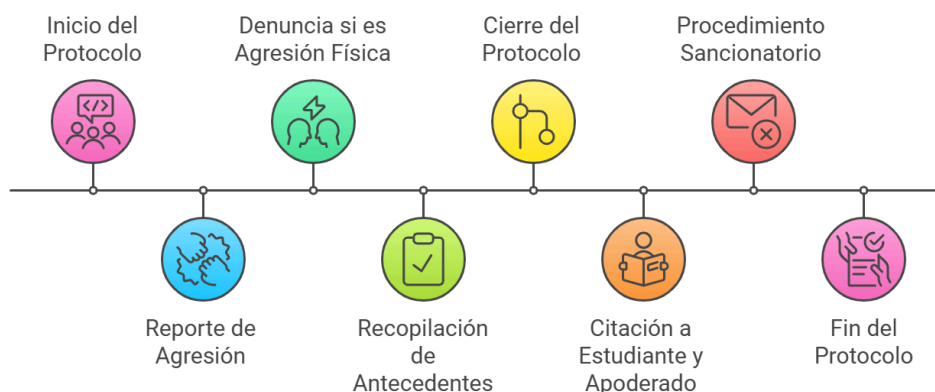 Inicio del
Protocolo
Reporte de
Agresión
Denuncia si es
Agresión Física
Recopilación
de
Antecedentes
Cierre del
Protocolo
Citación a
Estudiante y
Apoderado
Procedimiento
Sancionatorio
Fin del
Protocolo